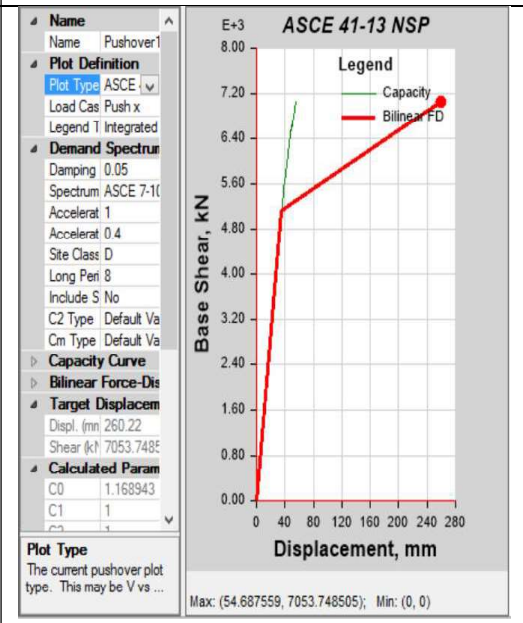 Name
Name Pushover1
Plot Definition
Plot Type ASCE
Load Cas Push x
Legend T Integrated
Demand Spectrun
Damping 0.05
Spectrum ASCE 7-10
Accelerat 1
Accelerat 0.4
Site Class D
Long Peri 8
Include S No
C2 Type Default Va
Cm Type Default Va
Capacity Curve
Bilinear Force-Dis
Target Displacem
Displ. (mn 260.22
Shear (kN 7053.7485
Calculated Param
C0 1.168943
C1 1
C2 1
Plot Type
The current pushover plot
type. This may be V vs ...
E+3 ASCE 41-13 NSP
8.00
7.20
6.40
5.60
4.80
4.00
3.20
2.40
1.60
0.80
0.00
Base Shear, kN
Legend
Capacity
Bilinear FD
0 40 80 120 160 200 240 280
Displacement, mm
Max: (54.687559, 7053.748505); Min: (0, 0)